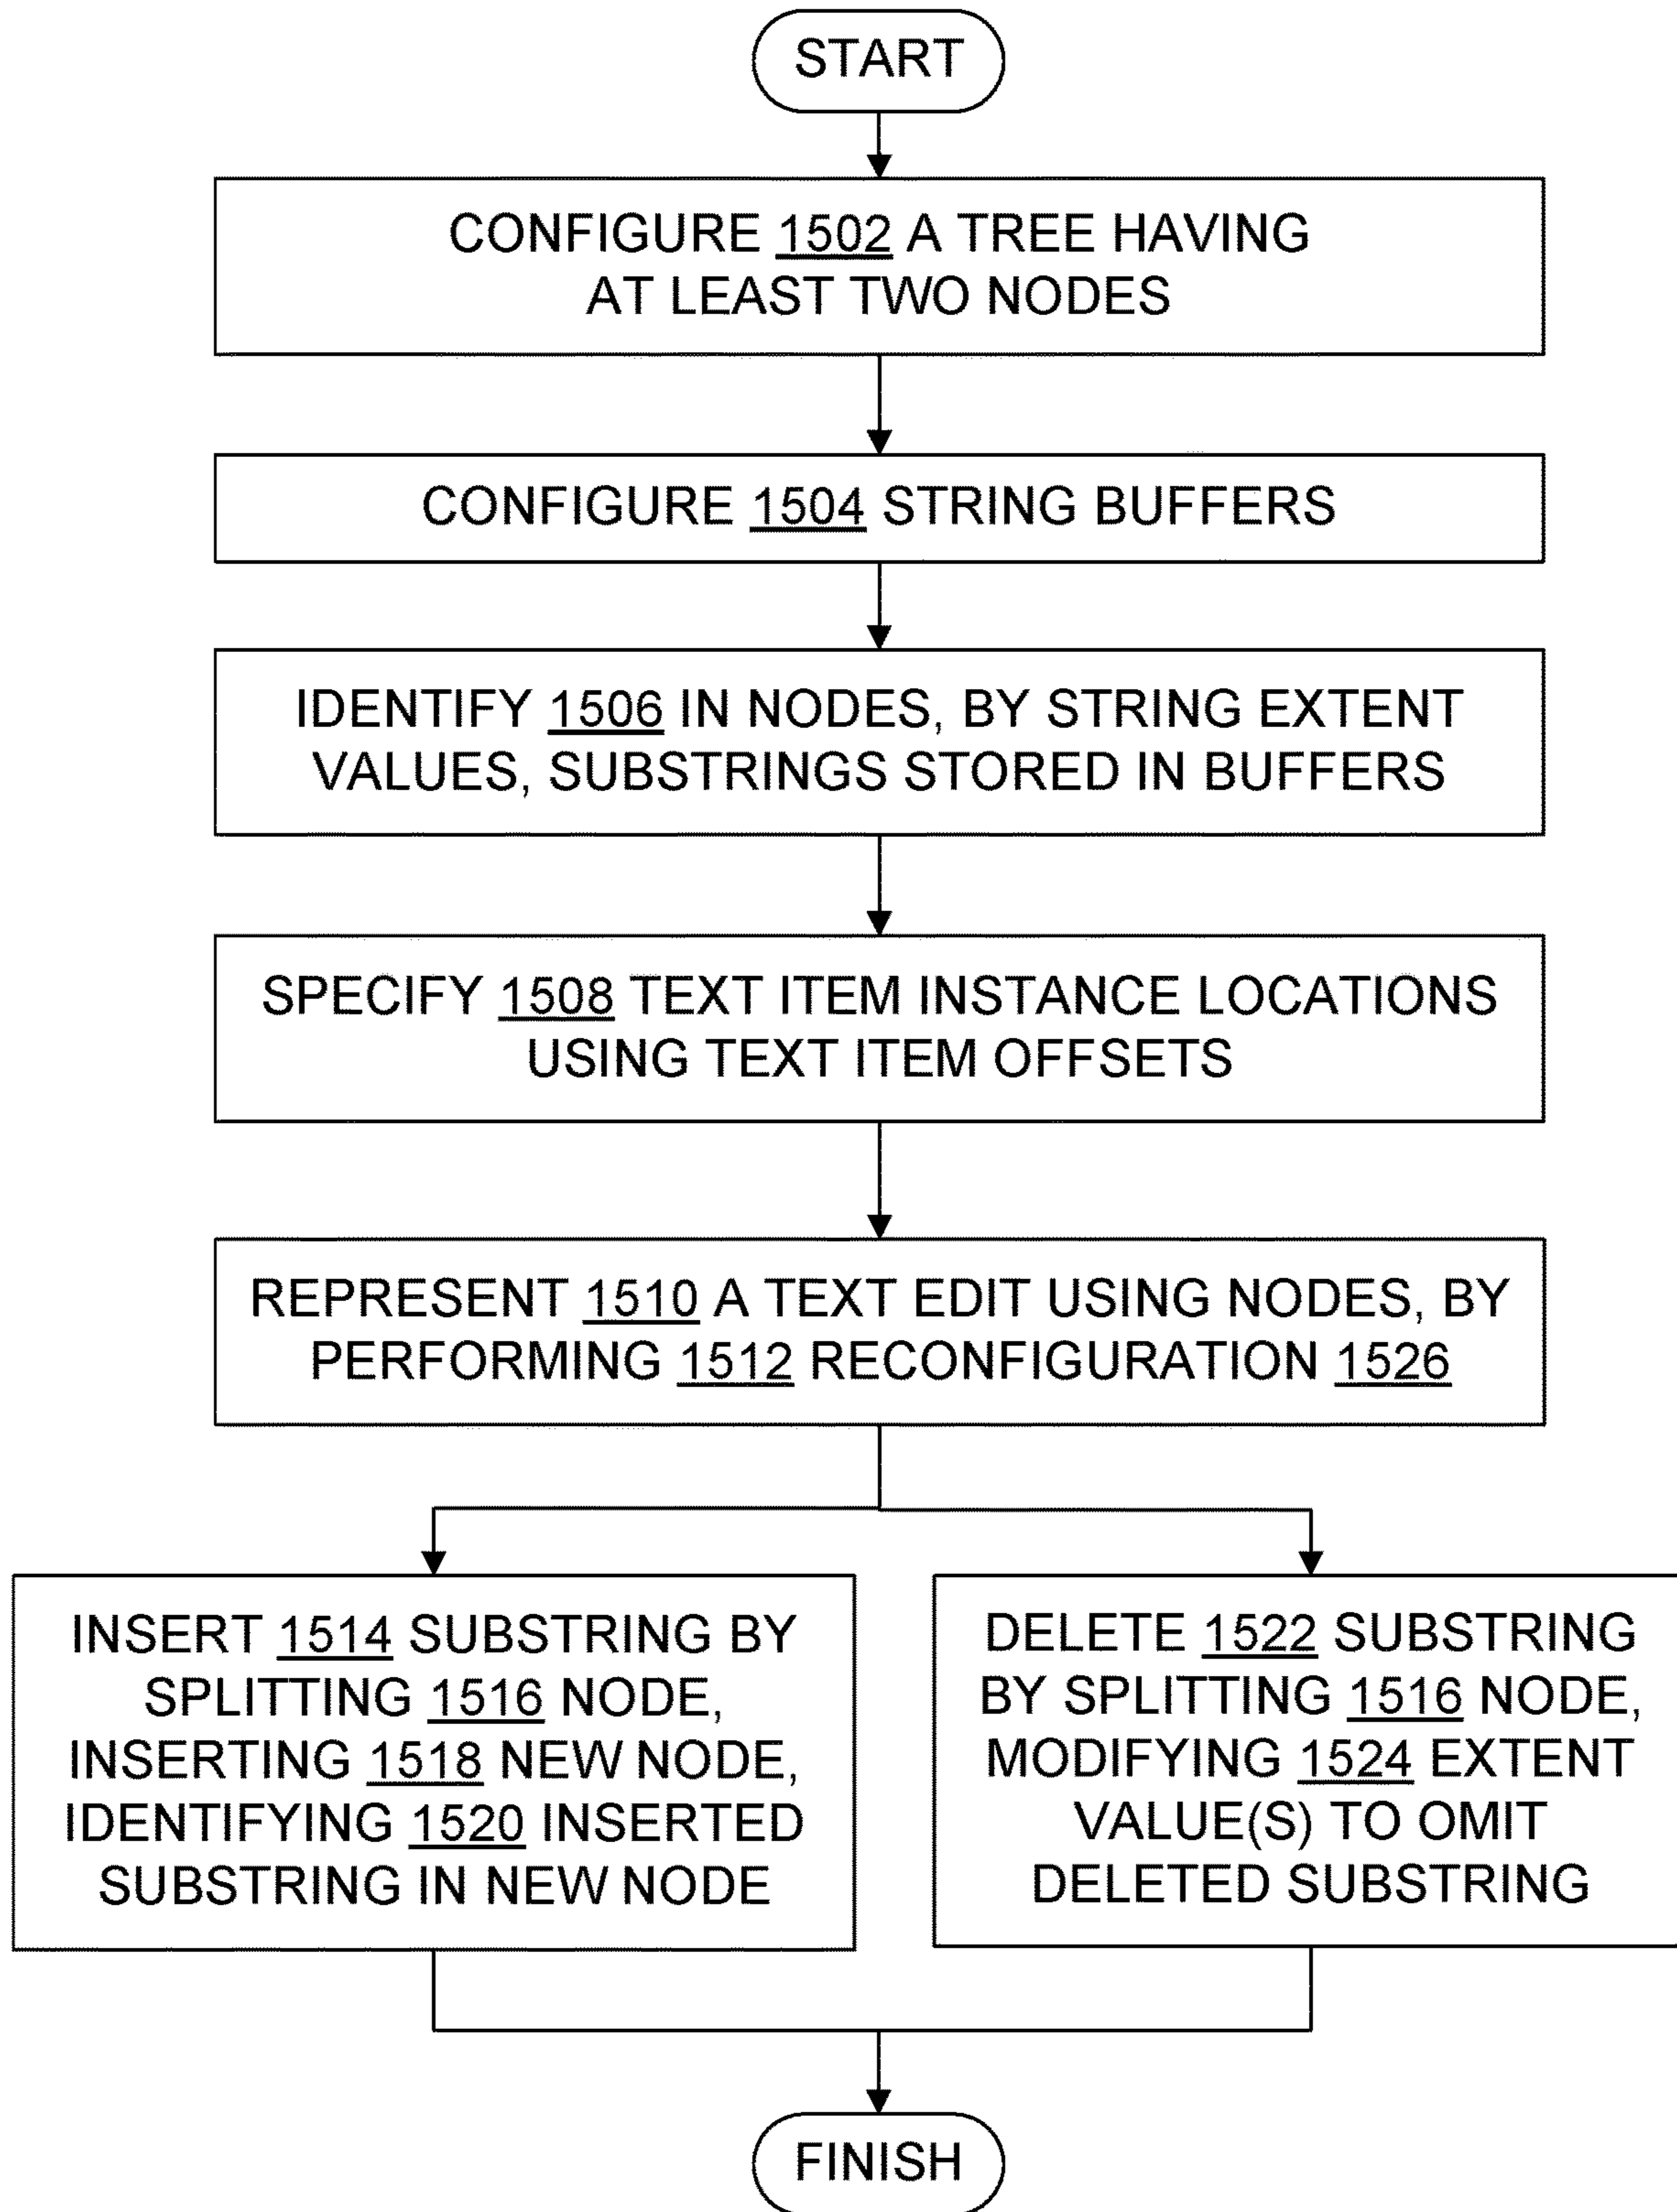 START
CONFIGURE 1502 A TREE HAVING
AT LEAST TWO NODES
CONFIGURE 1504 STRING BUFFERS
IDENTIFY 1506 IN NODES, BY STRING EXTENT
VALUES, SUBSTRINGS STORED IN BUFFERS
SPECIFY 1508 TEXT ITEM INSTANCE LOCATIONS
USING TEXT ITEM OFFSETS
REPRESENT 1510 A TEXT EDIT USING NODES, BY
PERFORMING 1512 RECONFIGURATION 1526
INSERT 1514 SUBSTRING BY
SPLITTING 1516 NODE,
INSERTING 1518 NEW NODE,
IDENTIFYING 1520 INSERTED
SUBSTRING IN NEW NODE
DELETE 1522 SUBSTRING
BY SPLITTING 1516 NODE,
MODIFYING 1524 EXTENT
VALUE(S) TO OMIT
DELETED SUBSTRING
FINISH